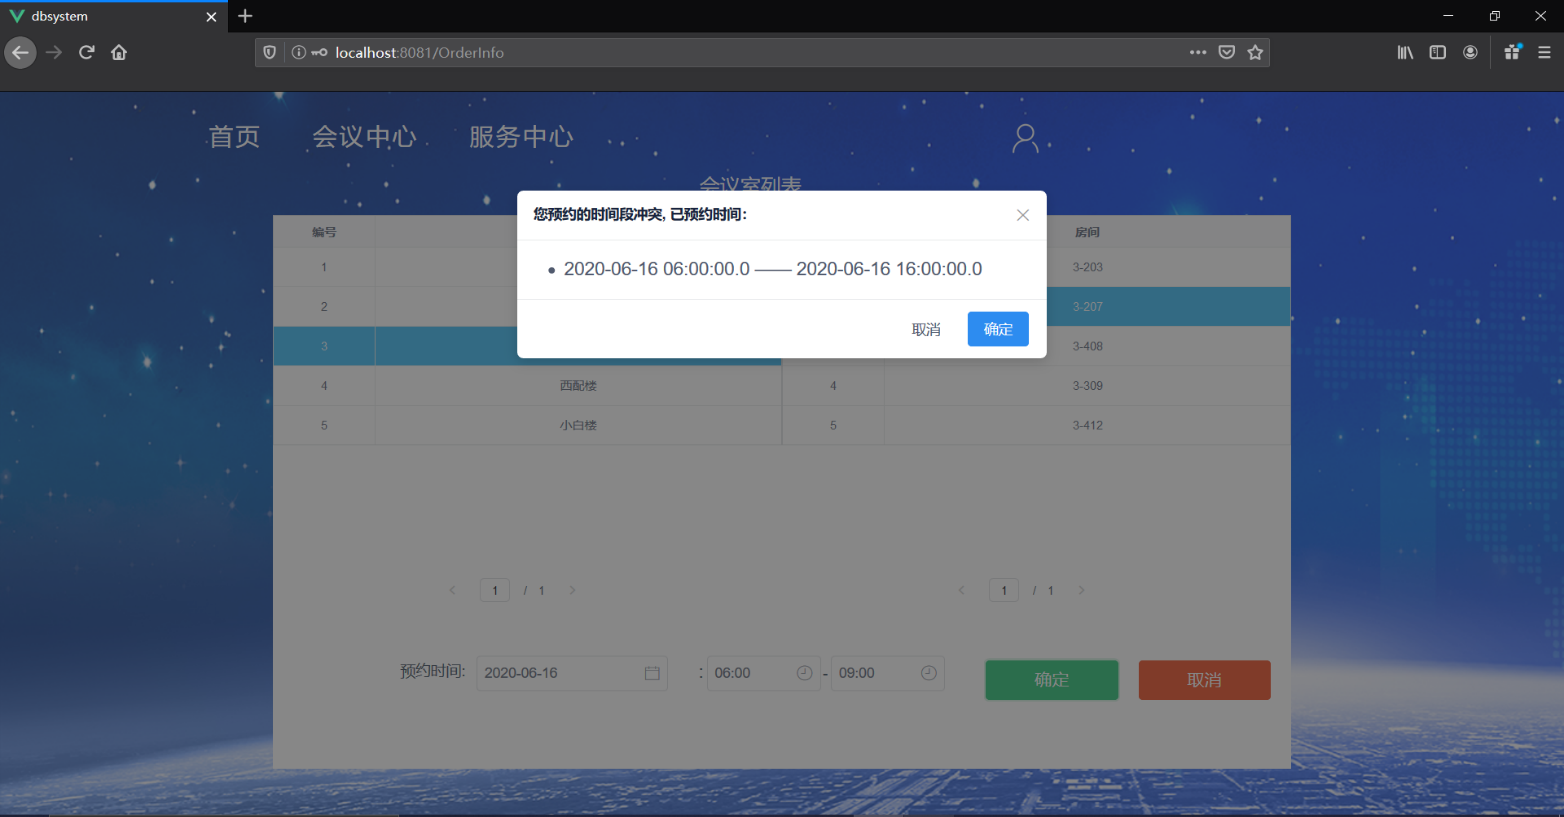 dbsystem
localhost:8081/OrderInfo
首页 会议中心 服务中心
会议室列表
您预约的时间段冲突, 已预约时间:
2020-06-16 06:00:00.0 —— 2020-06-16 16:00:00.0
取消 确定
编号 房间
1 3-203
2 3-207
3 3-408
4 西配楼 4 3-309
5 小白楼 5 3-412
1 / 1 1 / 1
预约时间: 2020-06-16 : 06:00 - 09:00 确定 取消